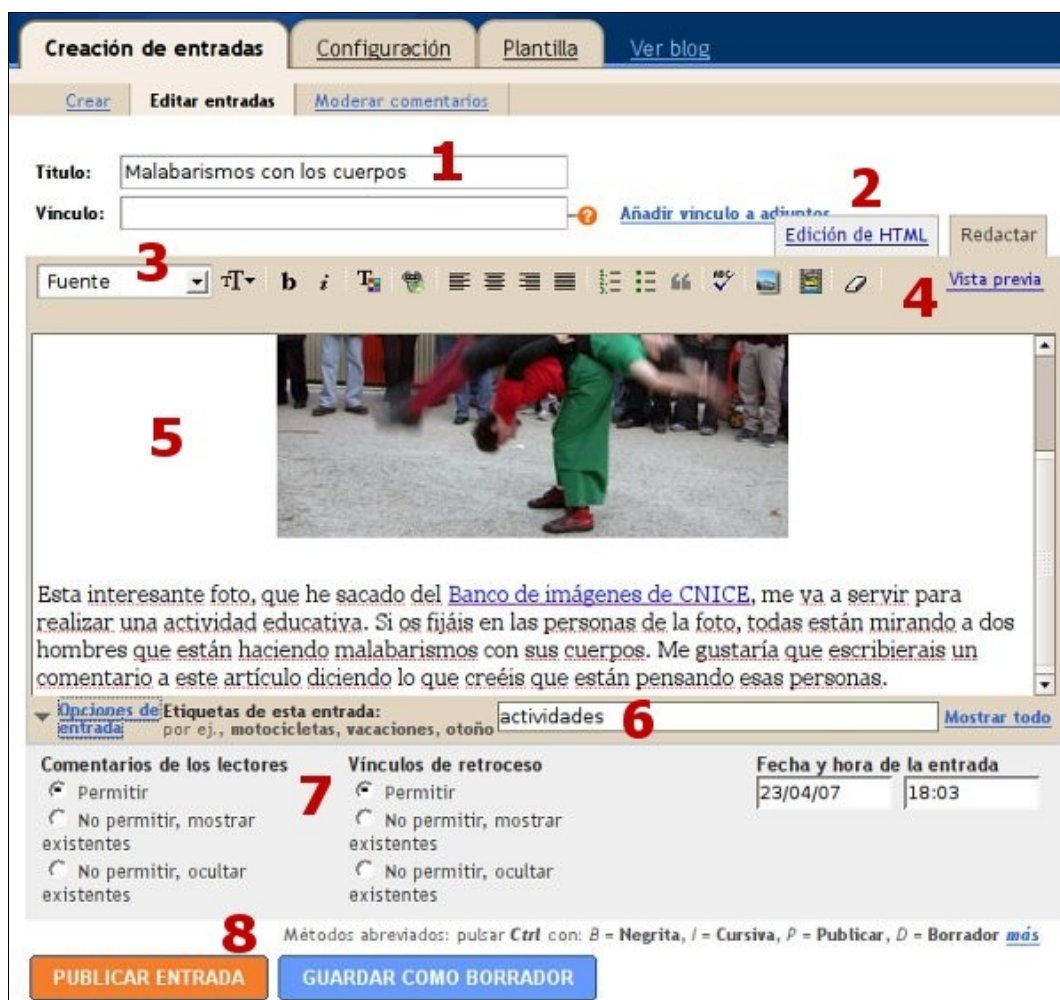 Creación de entradas Configuración Plantilla Ver blog
Crear Editar entradas Moderar comentarios
Título: Malabarismos con los cuerpos 1
Vínculo: ? Añadir vínculo a adjuntos 2
Edición de HTML Redactar
3
Fuente b i ABC 4 Vista previa
5
Esta interesante foto, que he sacado del Banco de imágenes de CNICE, me va a servir para
realizar una actividad educativa. Si os fijáis en las personas de la foto, todas están mirando a dos
hombres que están haciendo malabarismos con sus cuerpos. Me gustaría que escribierais un
comentario a este artículo diciendo lo que creéis que están pensando esas personas.
Opciones de entrada
Etiquetas de esta entrada: actividades 6 Mostrar todo
por ej., motocicletas, vacaciones, otoño
Comentarios de los lectores
Permitir
No permitir, mostrar
existentes
No permitir, ocultar
existentes
7
Vínculos de retroceso
Permitir
No permitir, mostrar
existentes
No permitir, ocultar
existentes
Fecha y hora de la entrada
23/04/07 18:03
8
Métodos abreviados: pulsar Ctrl con: B = Negrita, I = Cursiva, P = Publicar, D = Borrador más
PUBLICAR ENTRADA GUARDAR COMO BORRADOR